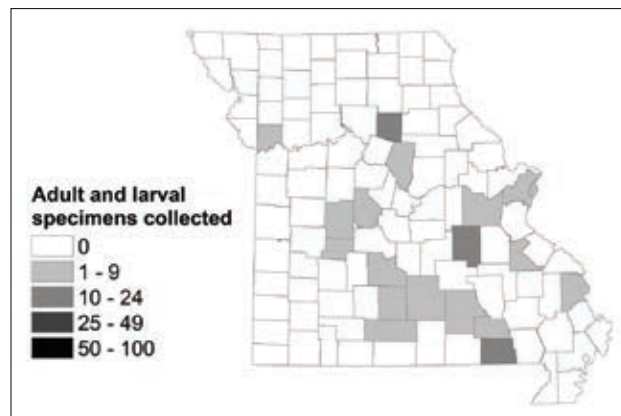 Adult and larval
specimens collected
0
1 - 9
10 - 24
25 - 49
50 - 100